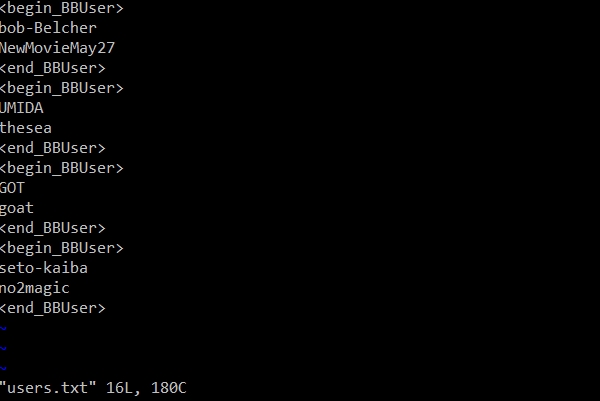 <begin_BBUser>
bob-Belcher
NewMovieMay27
<end_BBUser>
<begin_BBUser>
UMIDA
thesea
<end_BBUser>
<begin_BBUser>
GOT
goat
<end_BBUser>
<begin_BBUser>
seto-kaiba
no2magic
<end_BBUser>
~
~
~
"users.txt" 16L, 180C